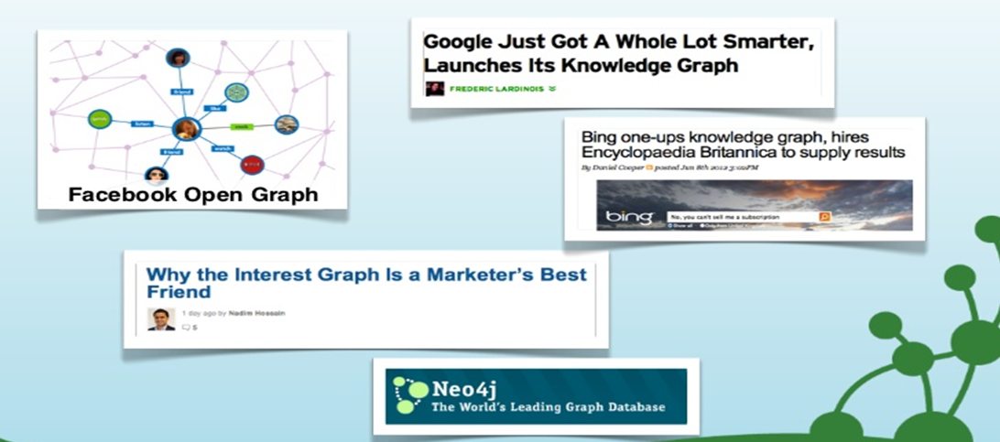 friend
like
listen
watch
friend
Facebook Open Graph
Google Just Got A Whole Lot Smarter,
Launches Its Knowledge Graph
FREDERIC LARDINOIS
Bing one-ups knowledge graph, hires
Encyclopaedia Britannica to supply results
By Daniel Cooper posted Jun 8th 2012 3:02PM
bing
No, you can't sell me a subscription
Show all
Why the Interest Graph Is a Marketer's Best
Friend
1 day ago by Nadim Hossain
5
Neo4j
The World's Leading Graph Database